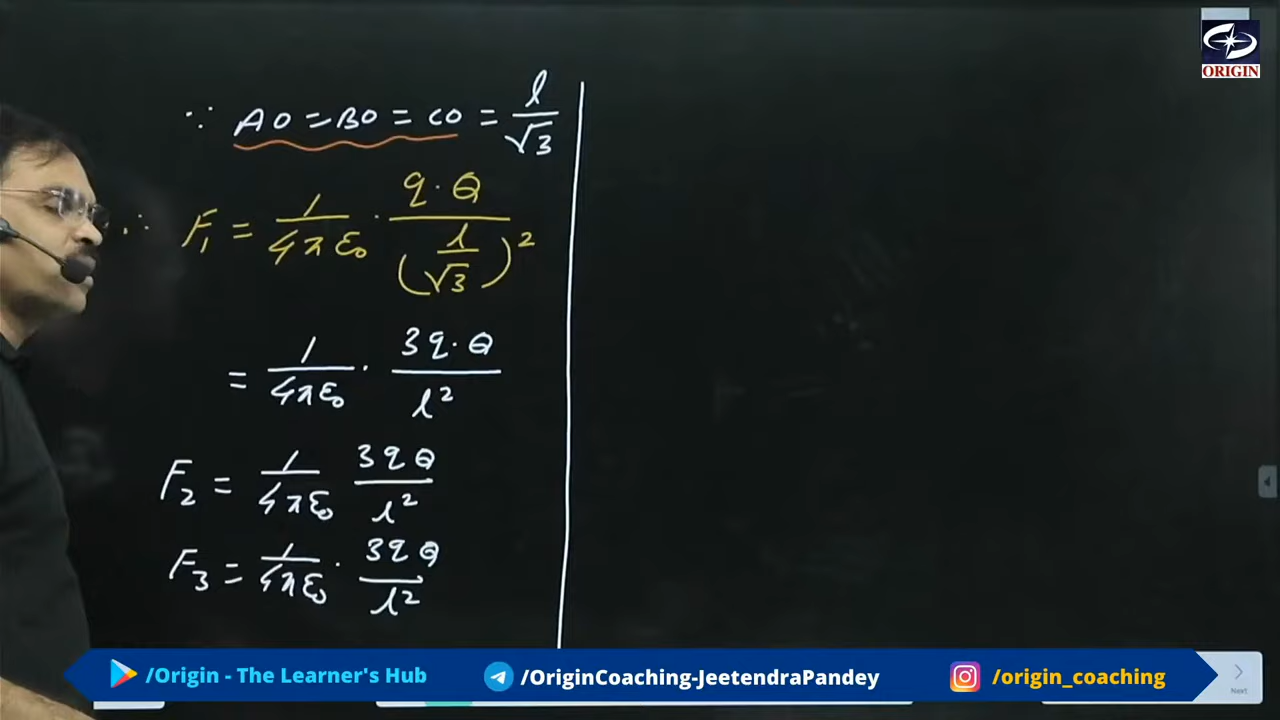 ORIGIN
∵ AO = BO = CO = l/√3
∴ F₁ = 1/4πε₀ · q·Q/(l/√3)²
= 1/4πε₀ · 3q·Q/l²
F₂ = 1/4πε₀ 3qQ/l²
F₃ = 1/4πε₀ · 3qQ/l²
/Origin - The Learner's Hub
/OriginCoaching-JeetendraPandey
/origin_coaching
Next